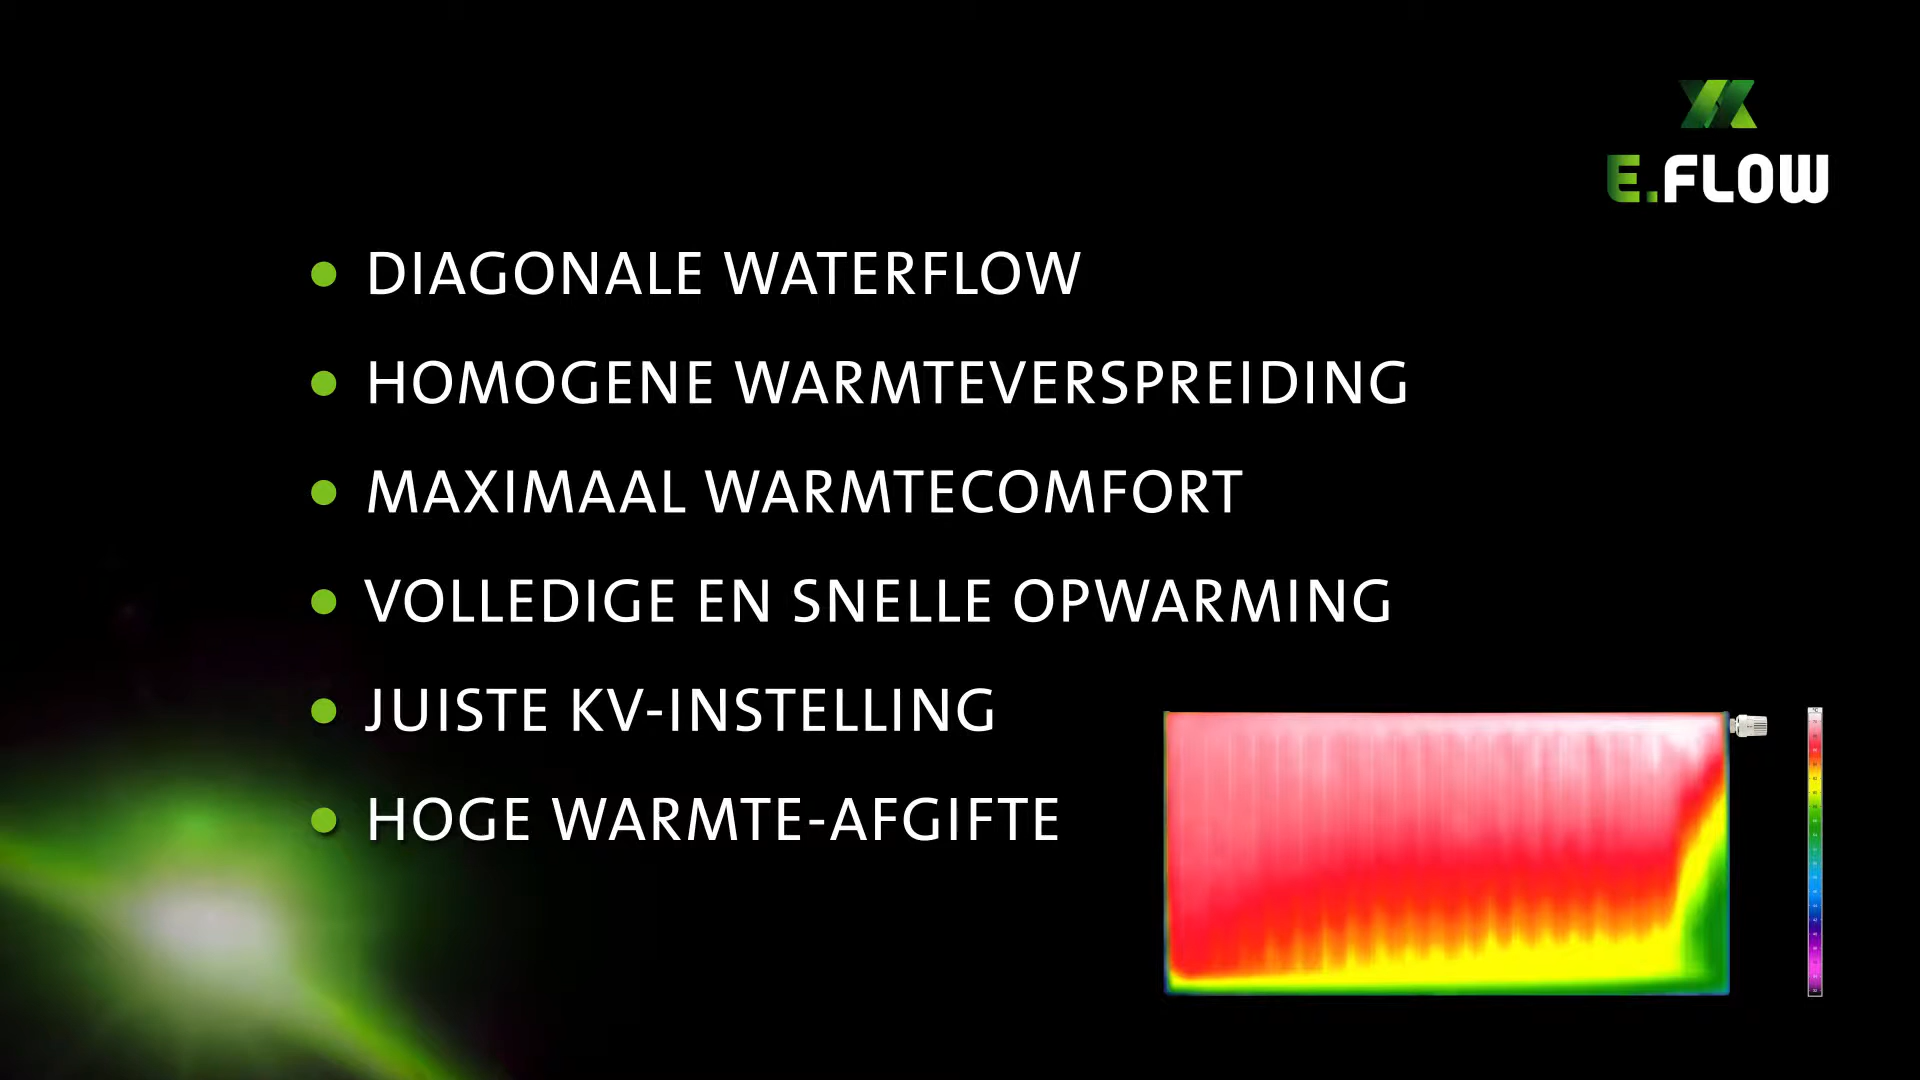 E.FLOW
DIAGONALE WATERFLOW
HOMOGENE WARMTEVERSPREIDING
MAXIMAAL WARMTECOMFORT
VOLLEDIGE EN SNELLE OPWARMING
JUISTE KV-INSTELLING
HOGE WARMTE-AFGIFTE